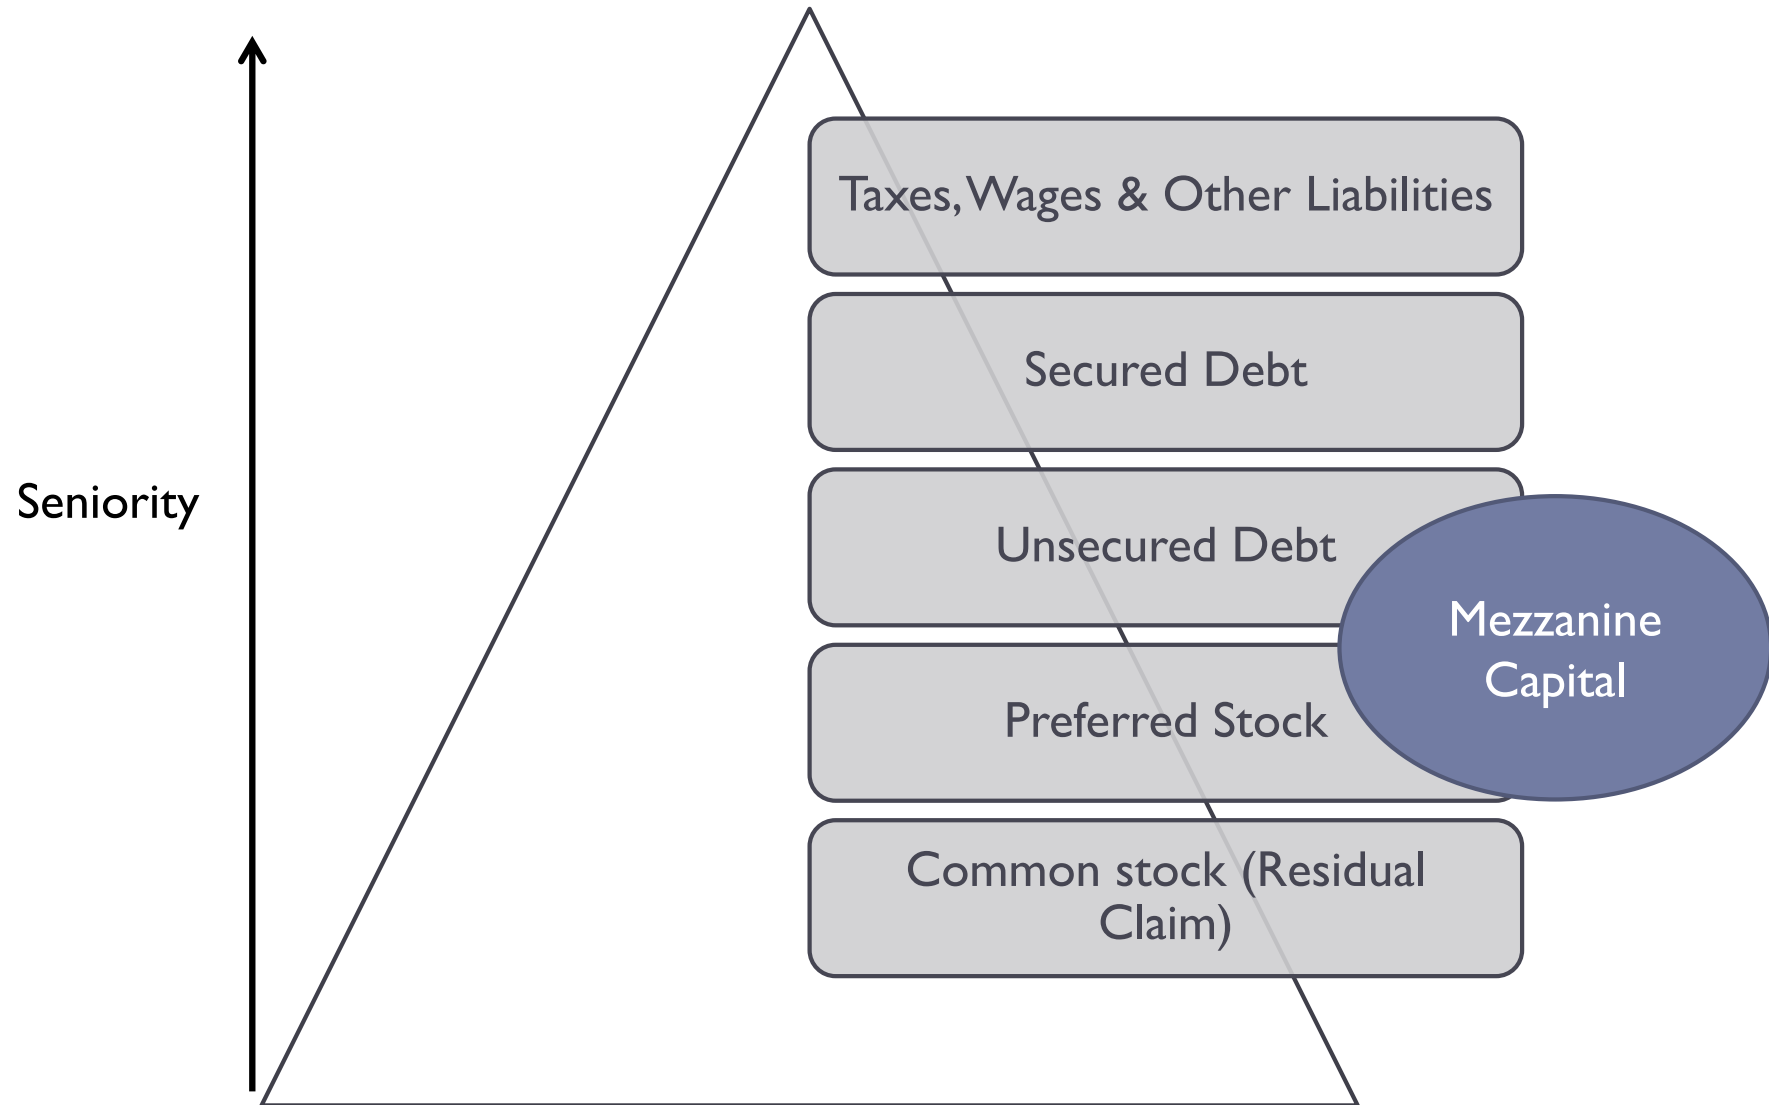 Taxes, Wages & Other Liabilities
Secured Debt
Seniority
Unsecured Debt
Mezzanine
Capital
Preferred Stock
Common stock (Residual
Claim)